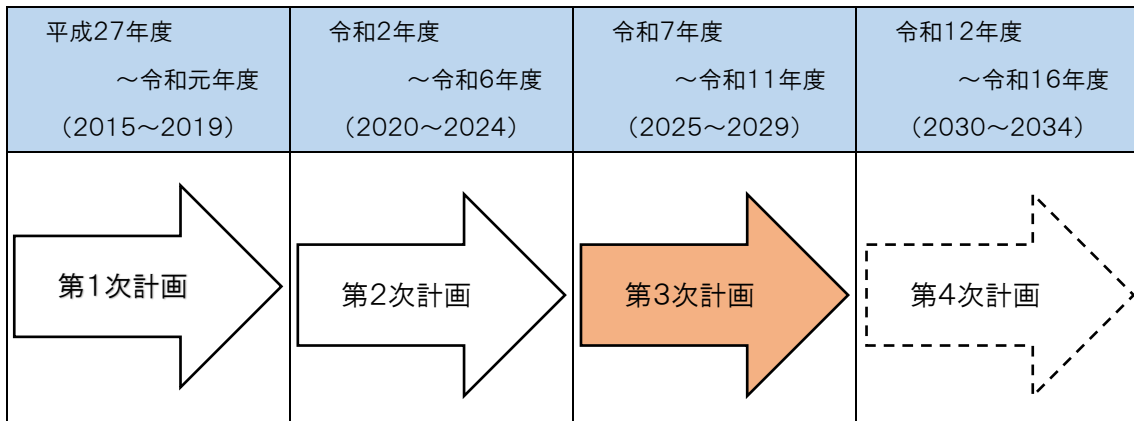 平成27年度
～令和元年度
（2015～2019）
令和2年度
～令和6年度
（2020～2024）
令和7年度
～令和11年度
（2025～2029）
令和12年度
～令和16年度
（2030～2034）
第1次計画
第2次計画
第3次計画
第4次計画